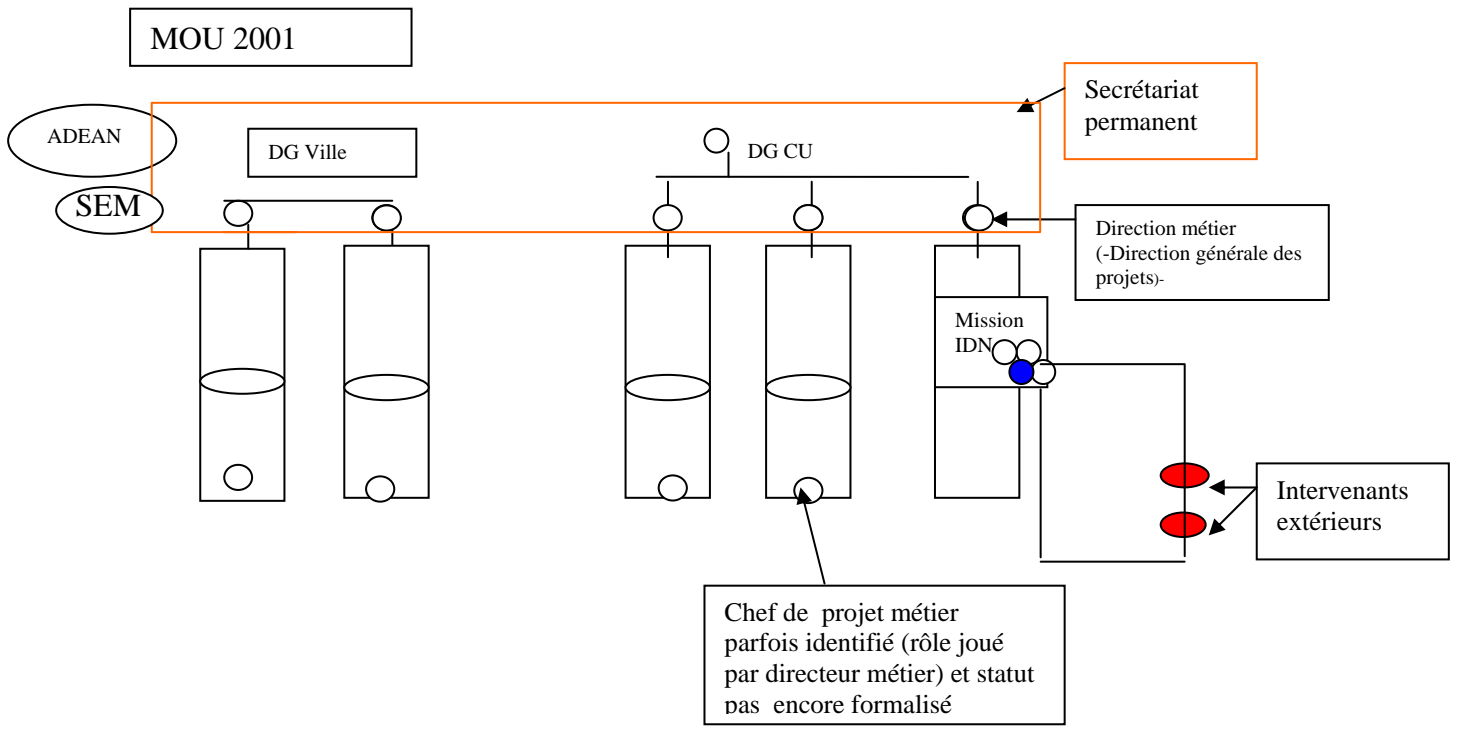 MOU 2001
Secrétariat
permanent
ADEAN
DG Ville
DG CU
SEM
Direction métier
(-Direction générale des
projets)-
Mission
IDN
Intervenants
extérieurs
Chef de projet métier
parfois identifié (rôle joué
par directeur métier) et statut
pas encore formalisé